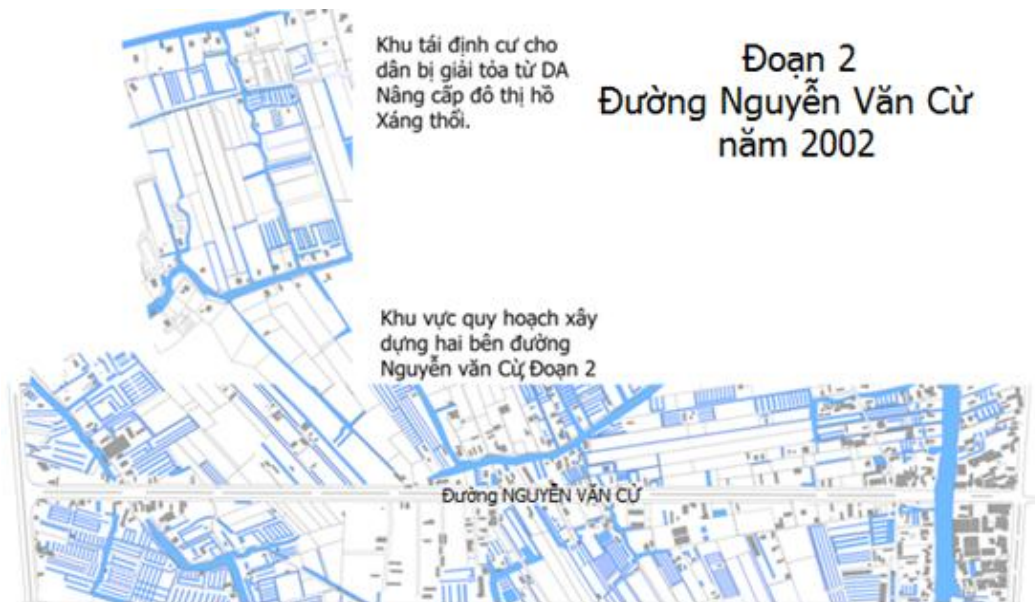 Khu tái định cư cho
dân bị giải tỏa từ DA
Nâng cấp đô thị hồ
Xáng thổi.
Đoạn 2
Đường Nguyễn Văn Cừ
năm 2002
Khu vực quy hoạch xây
dựng hai bên đường
Nguyễn văn Cừ, Đoạn 2
Đường NGUYỄN VĂN CỪ